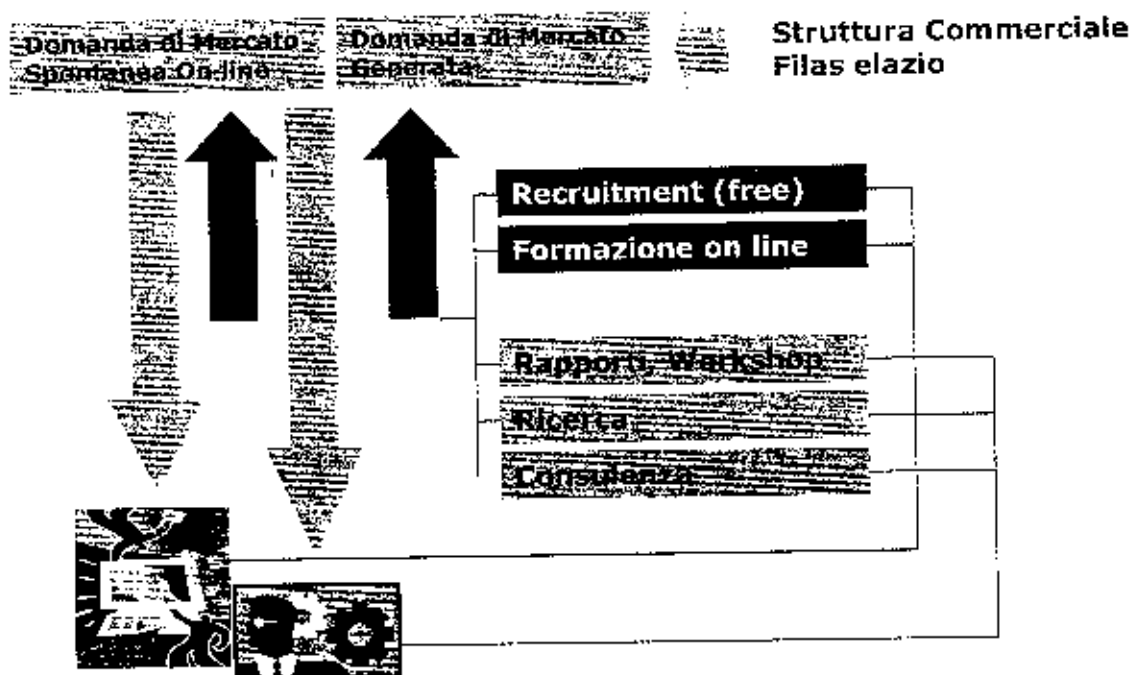 Domanda di Mercato
Spontanea On-line
Domanda di Mercato
Generata
Struttura Commerciale
Filas elazio
Recruitment (free)
Formazione on line
Rapporti, Workshop
Ricerca
Consulenza